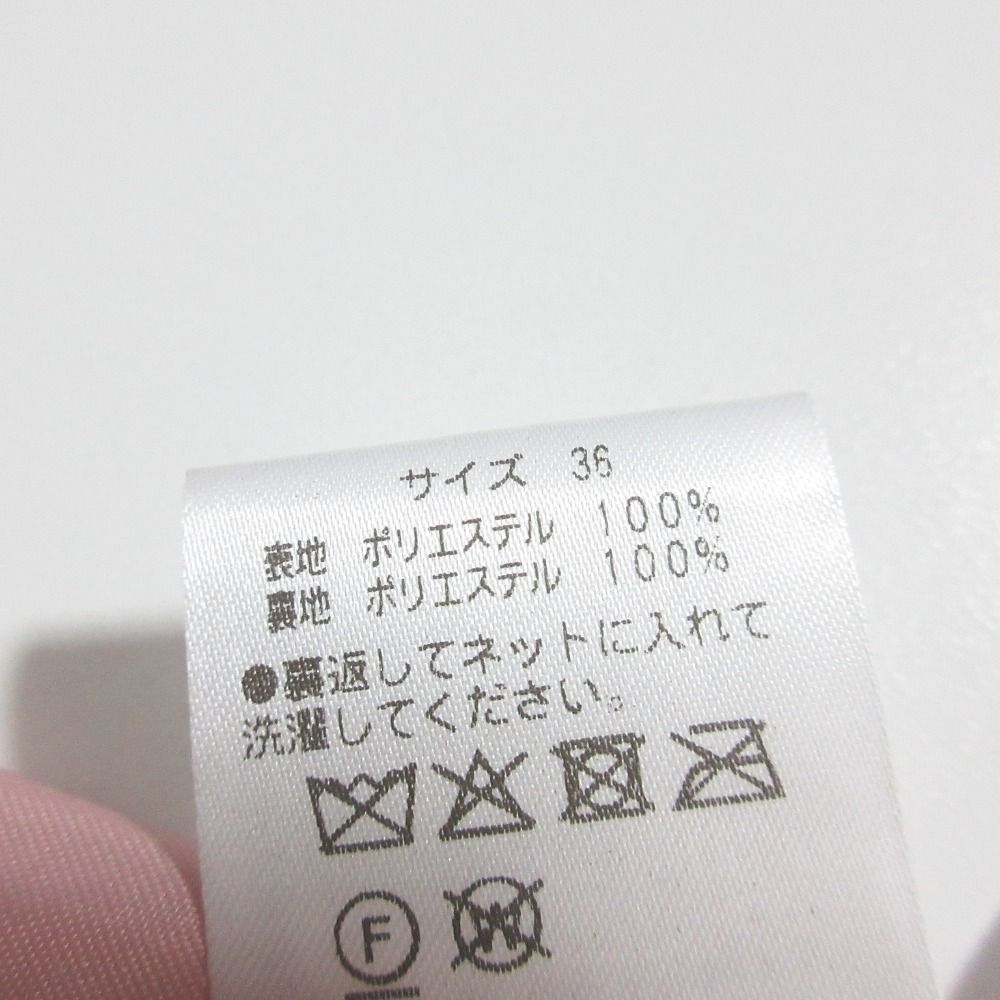 サイズ 36
表地 ポリエステル 100%
裏地 ポリエステル 100%
●裏返してネットに入れて
洗濯してください。
F
W